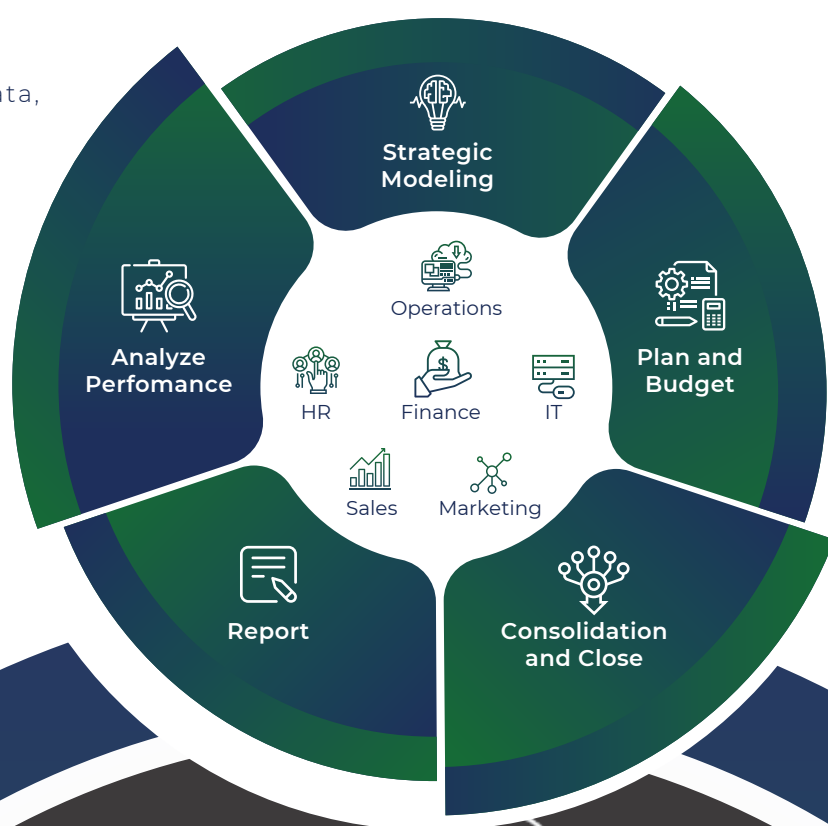 Strategic
Modeling
Operations
Analyze
Perfomance
Plan and
Budget
HR
Finance
IT
Sales
Marketing
Report
Consolidation
and Close